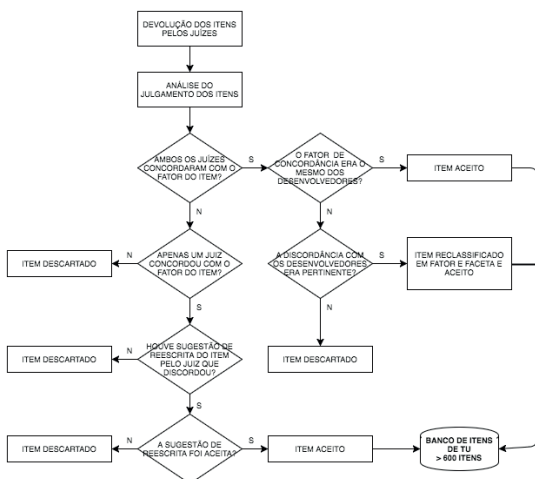 DEVOLUÇÃO DOS ITENS
PELOS JUÍZES
ANÁLISE DO
JULGAMENTO DOS ITENS
AMBOS OS JUÍZES
CONCORDARAM COM O
FATOR DO ITEM?
S
O FATOR DE
CONCORDÂNCIA ERA O
MESMO DOS
DESENVOLVEDORES?
S
ITEM ACEITO
N
N
ITEM DESCARTADO
N
APENAS UM JUIZ
CONCORDOU COM O
FATOR DO ITEM?
A DISCORDÂNCIA COM
OS DESENVOLVEDORES
ERA PERTINENTE?
S
ITEM RECLASSIFICADO
EM FATOR E FACETA E
ACEITO
S
N
ITEM DESCARTADO
N
HOUVE SUGESTÃO DE
REESCRITA DO ITEM
PELO JUIZ QUE
DISCORDOU?
ITEM DESCARTADO
S
ITEM DESCARTADO
N
A SUGESTÃO DE
REESCRITA FOI ACEITA?
S
ITEM ACEITO
BANCO DE ITENS
DE TU
> 600 ITENS